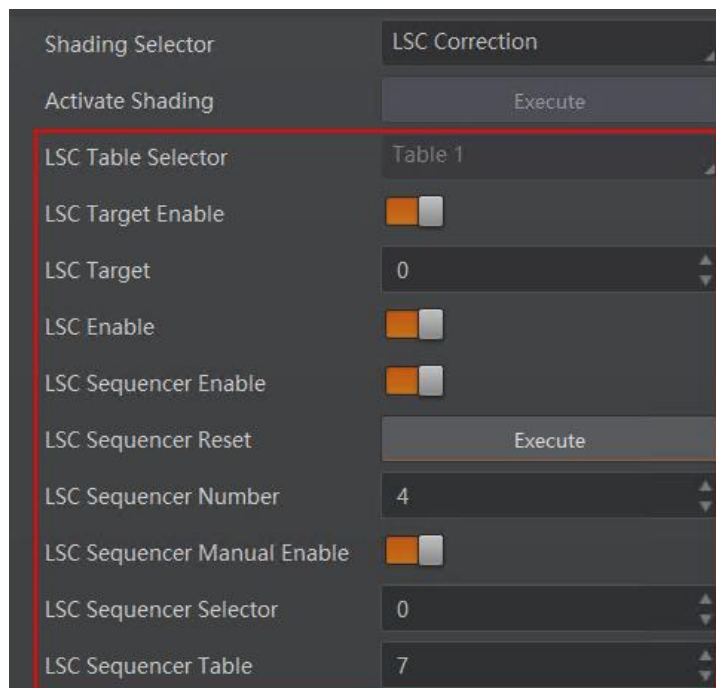 Shading Selector LSC Correction
Activate Shading Execute
LSC Table Selector Table 1
LSC Target Enable
LSC Target 0
LSC Enable
LSC Sequencer Enable
LSC Sequencer Reset Execute
LSC Sequencer Number 4
LSC Sequencer Manual Enable
LSC Sequencer Selector 0
LSC Sequencer Table 7